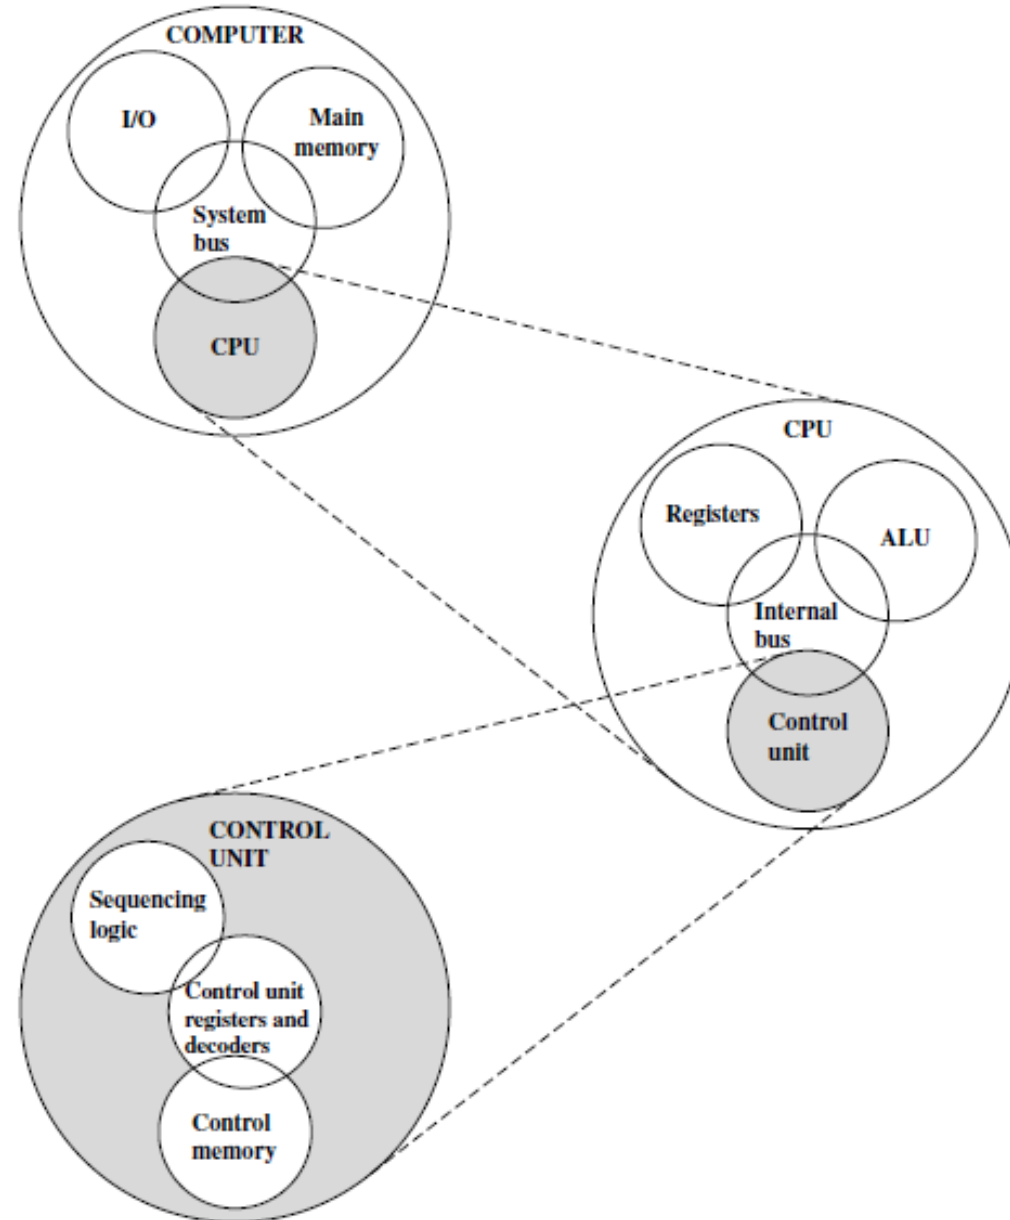 COMPUTER
I/O
Main
memory
System
bus
CPU
CPU
Registers
ALU
Internal
bus
Control
unit
CONTROL
UNIT
Sequencing
logic
Control unit
registers and
decoders
Control
memory